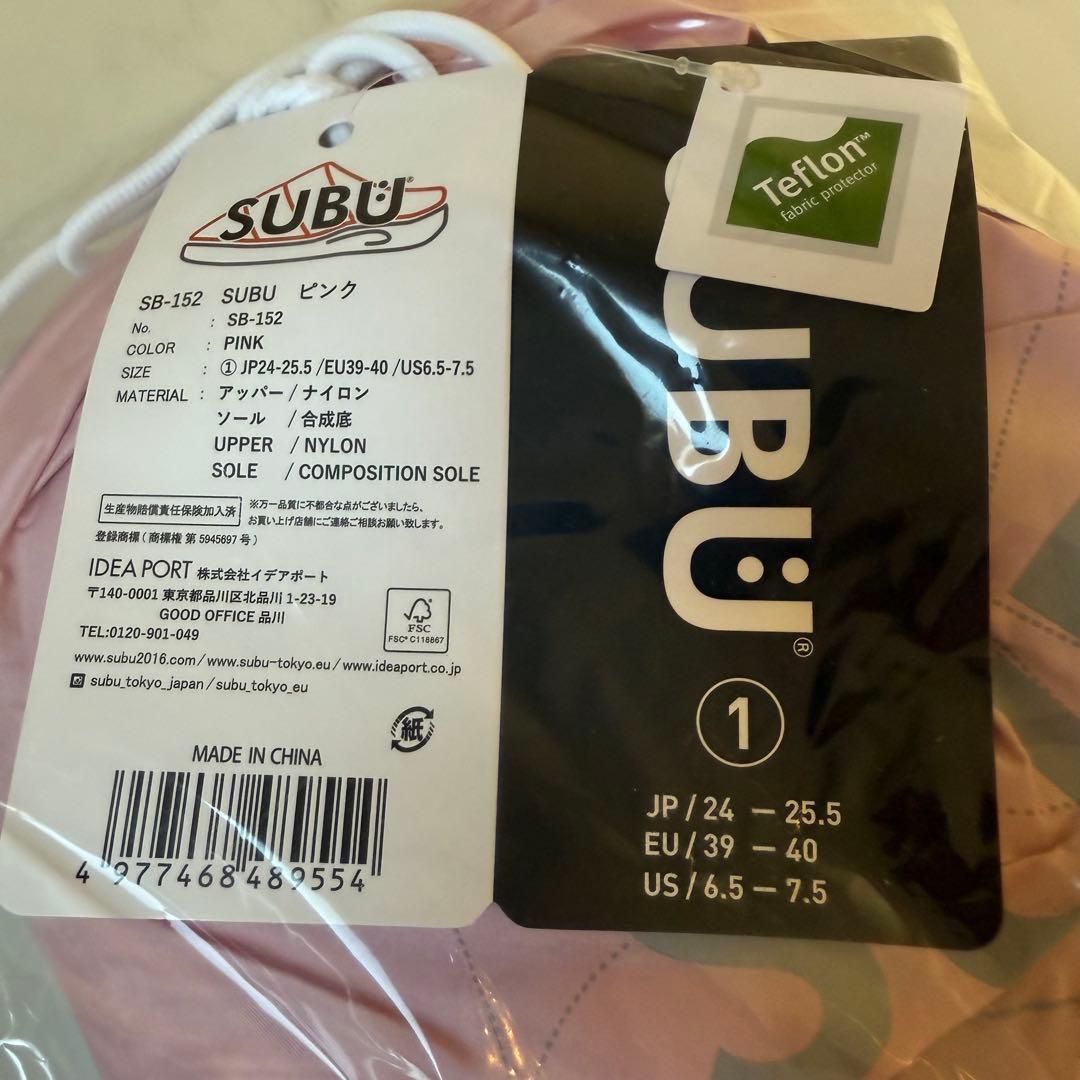 SUBU®
SB-152 SUBU ピンク
No. : SB-152
COLOR : PINK
SIZE : ①JP24-25.5 /EU39-40 /US6.5-7.5
MATERIAL : アッパー / ナイロン
ソール / 合成底
UPPER / NYLON
SOLE / COMPOSITION SOLE
生産物賠償責任保険加入済
※万一品質に不都合な点がございましたら、
お買い上げ店舗にご連絡ご相談お願い致します。
登録商標 ( 商標権 第 5945697 号 )
IDEA PORT 株式会社イデアポート
〒140-0001 東京都品川区北品川 1-23-19
GOOD OFFICE 品川
TEL:0120-901-049
FSC
FSC® C118867
www.subu2016.com / www.subu-tokyo.eu / www.ideaport.co.jp
subu_tokyo_japan / subu_tokyo_eu
紙
MADE IN CHINA
4 977468 489554
Teflon™
fabric protector
UBU®
1
JP / 24 — 25.5
EU / 39 — 40
US / 6.5 — 7.5